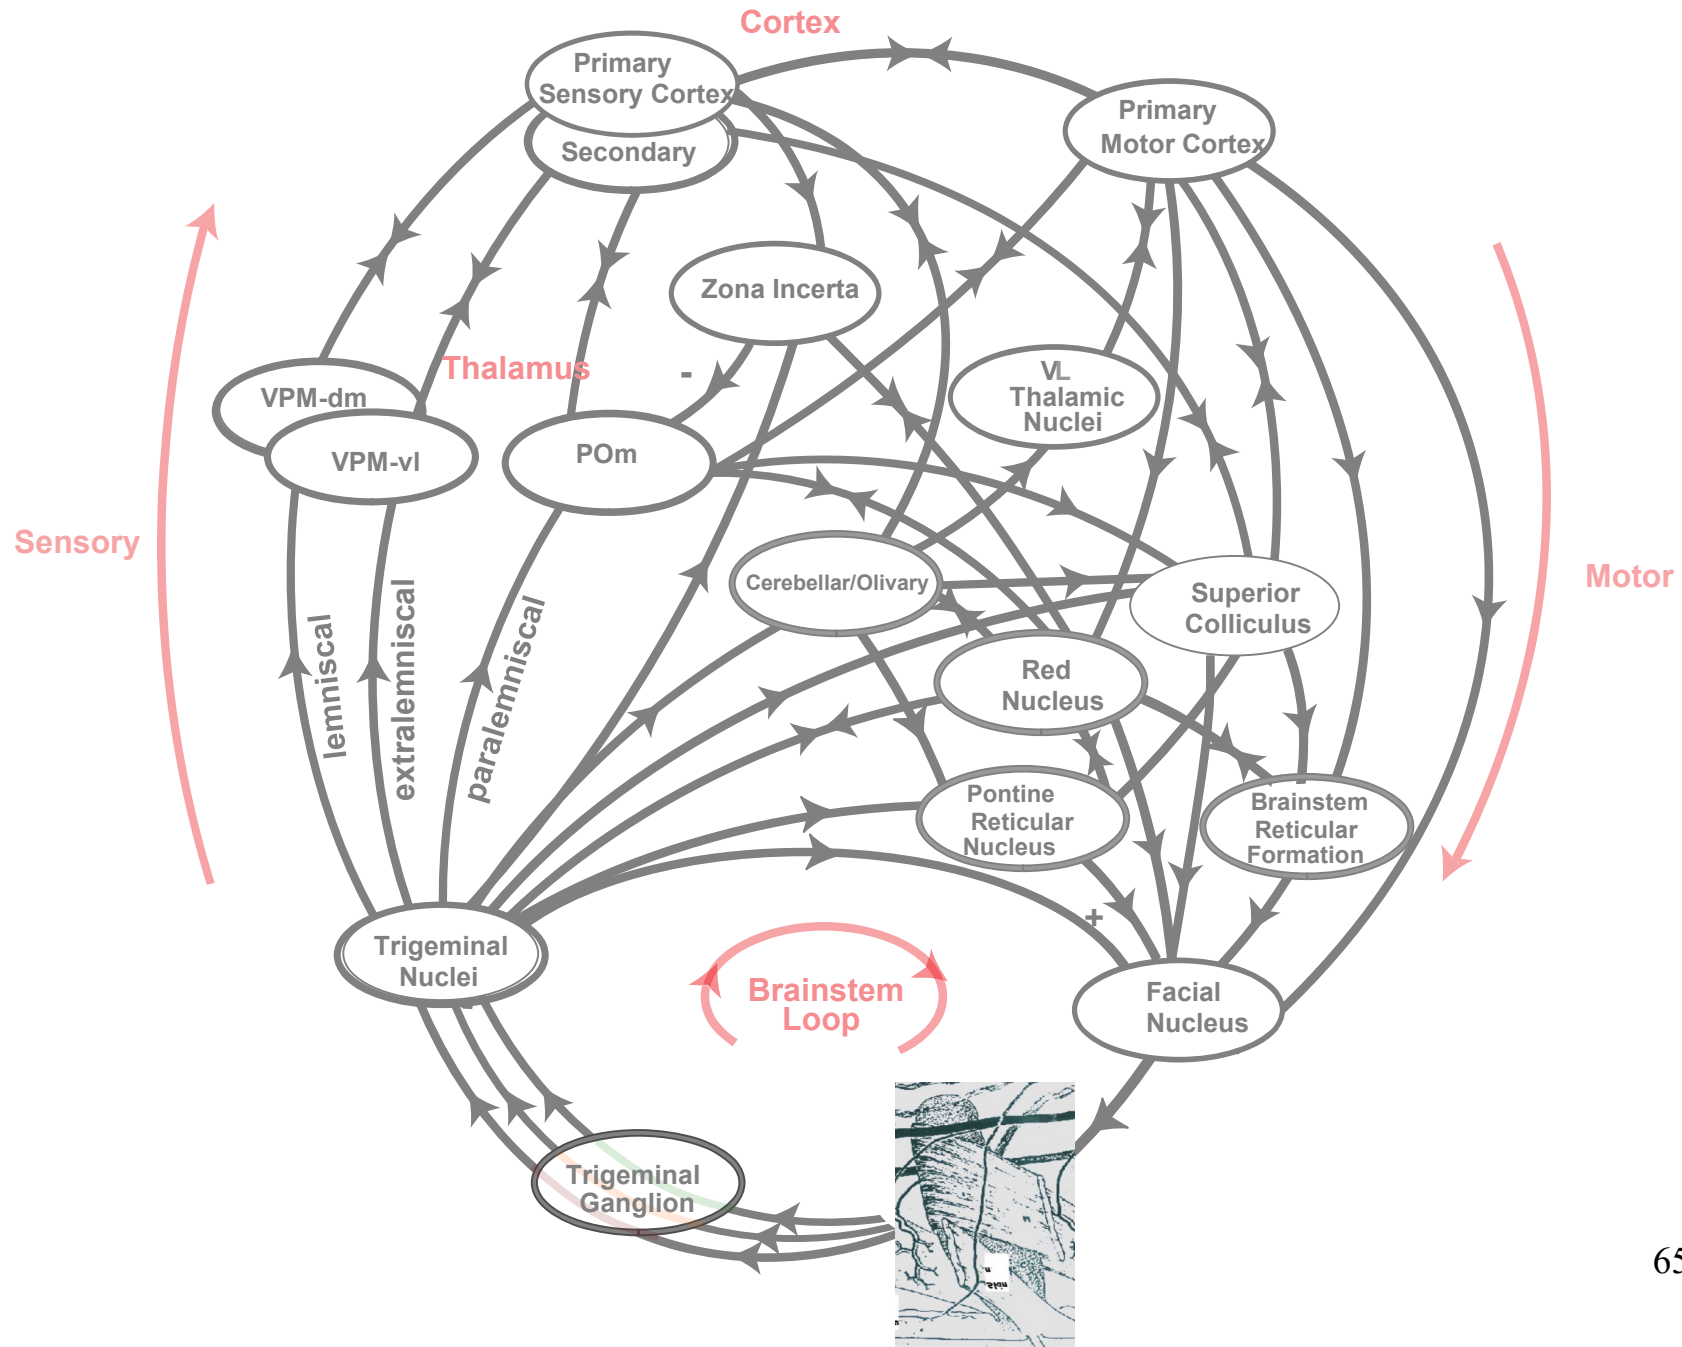 Cortex
Primary
Sensory Cortex
Secondary
Primary
Motor Cortex
Zona Incerta
Thalamus
-
VL
Thalamic
Nuclei
VPM-dm
VPM-vl
POm
Sensory
Motor
Cerebellar/Olivary
Superior
Colliculus
lemniscal
extralemniscal
paralemniscal
Red
Nucleus
Pontine
Reticular
Nucleus
Brainstem
Reticular
Formation
+
Trigeminal
Nuclei
Brainstem
Loop
Facial
Nucleus
Trigeminal
Ganglion
65